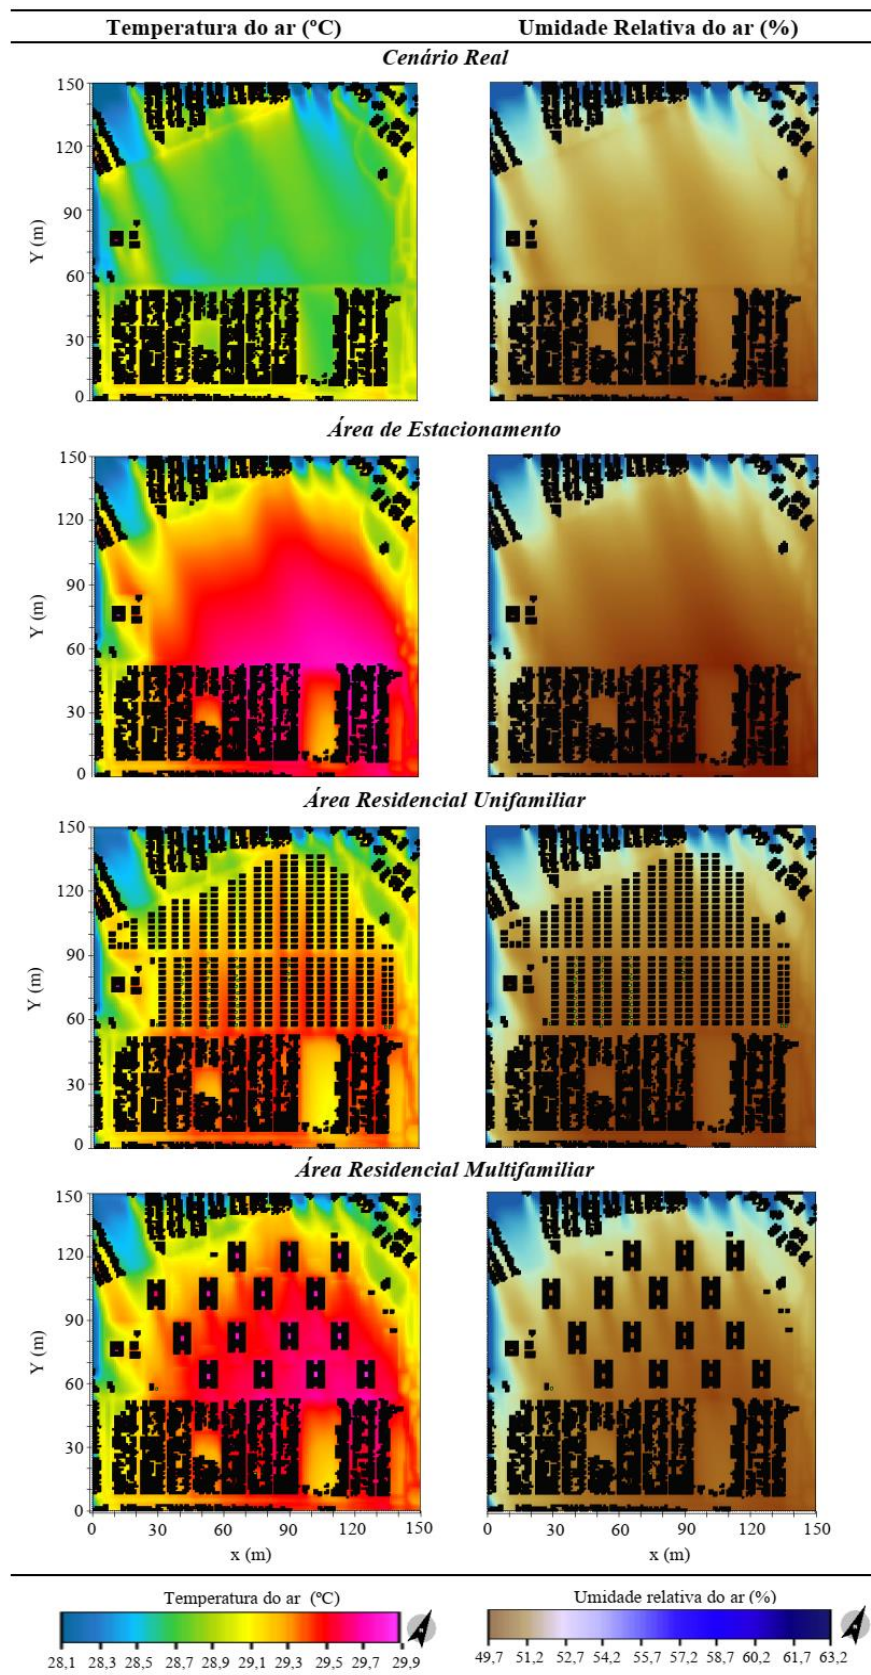 Temperatura do ar (ºC) Umidade Relativa do ar (%)
Cenário Real
150
120
90
60
30
0
Y (m)
Área de Estacionamento
150
120
90
60
30
0
Y (m)
Área Residencial Unifamiliar
150
120
90
60
30
0
Y (m)
Área Residencial Multifamiliar
150
120
90
60
30
0
Y (m)
0 30 60 90 120 150 0 30 60 90 120 150
x (m) x (m)
Temperatura do ar (ºC) Umidade relativa do ar (%)
28,1 28,3 28,5 28,7 28,9 29,1 29,3 29,5 29,7 29,9 49,7 51,2 52,7 54,2 55,7 57,2 58,7 60,2 61,7 63,2